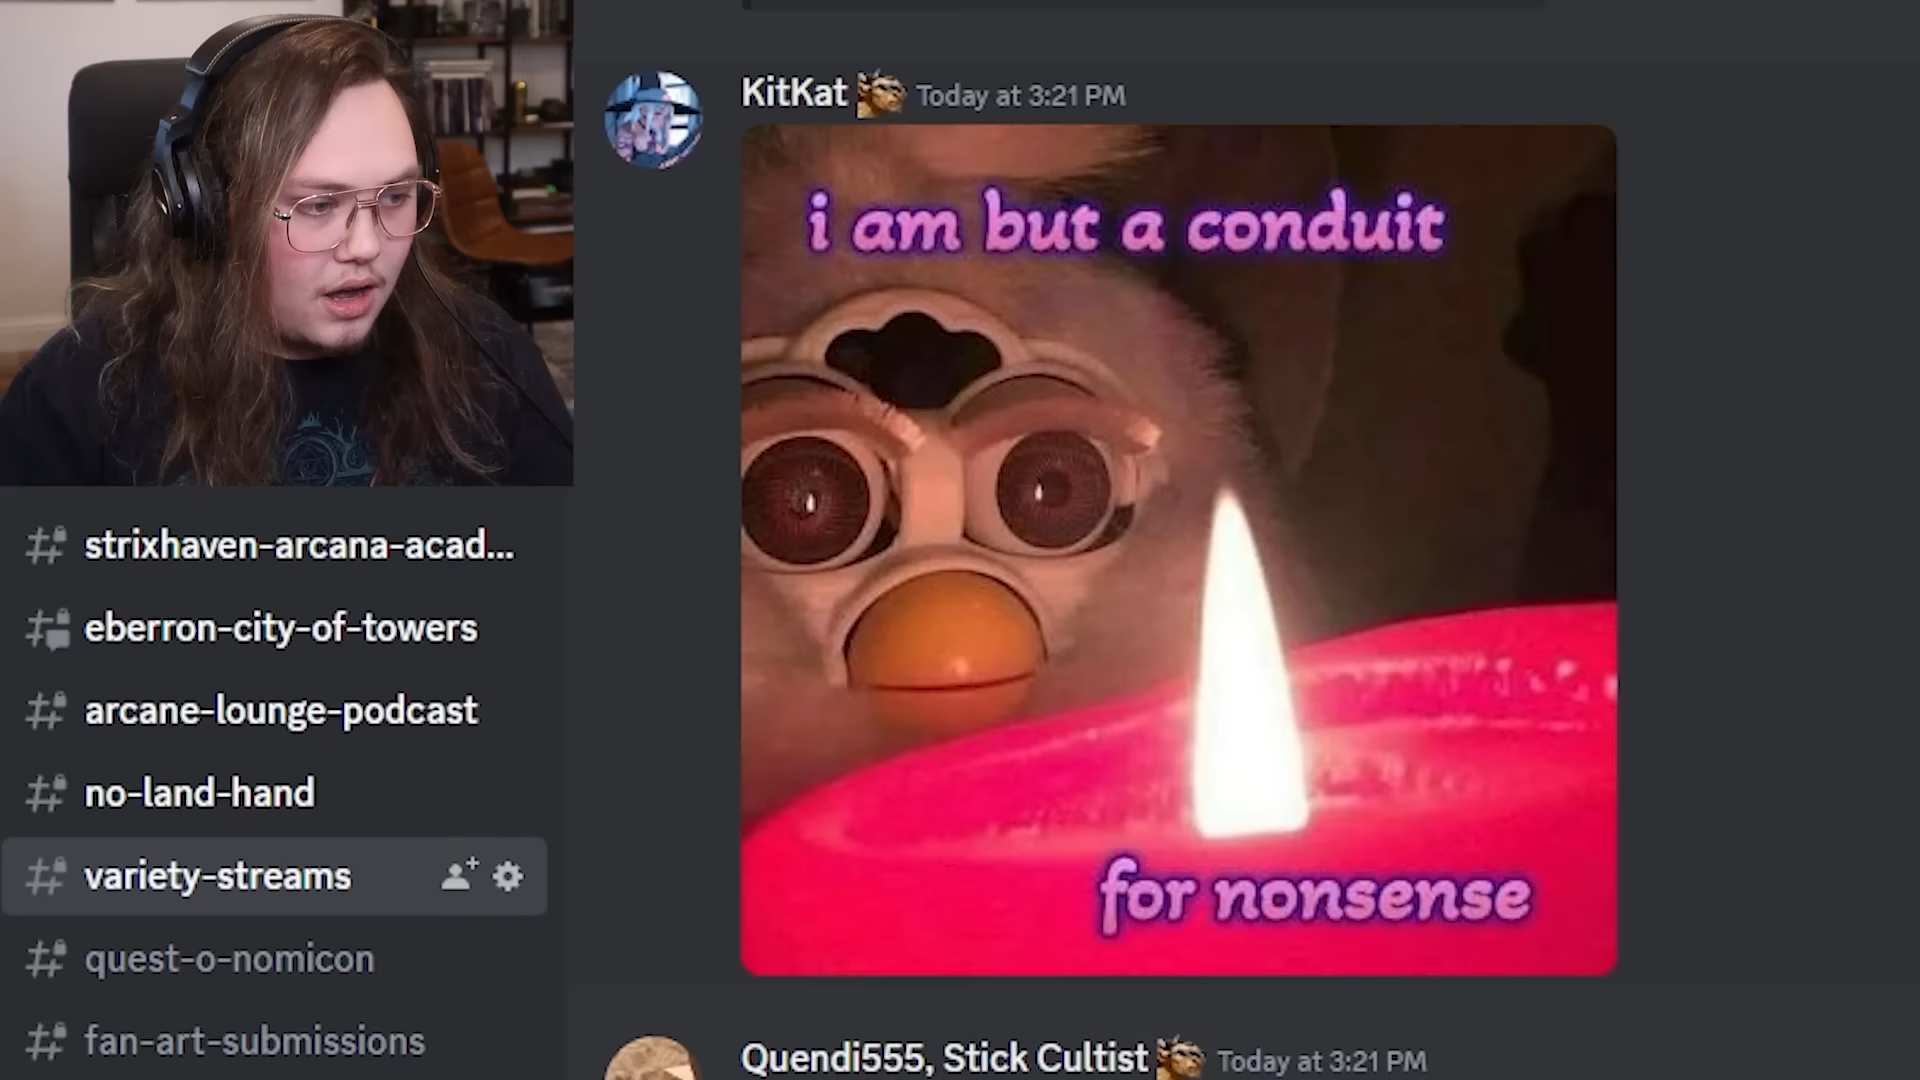 strixhaven-arcana-acad...
eberron-city-of-towers
arcane-lounge-podcast
no-land-hand
variety-streams
quest-o-nomicon
fan-art-submissions
KitKat Today at 3:21 PM
i am but a conduit
for nonsense
Quendi555, Stick Cultist Today at 3:21 PM